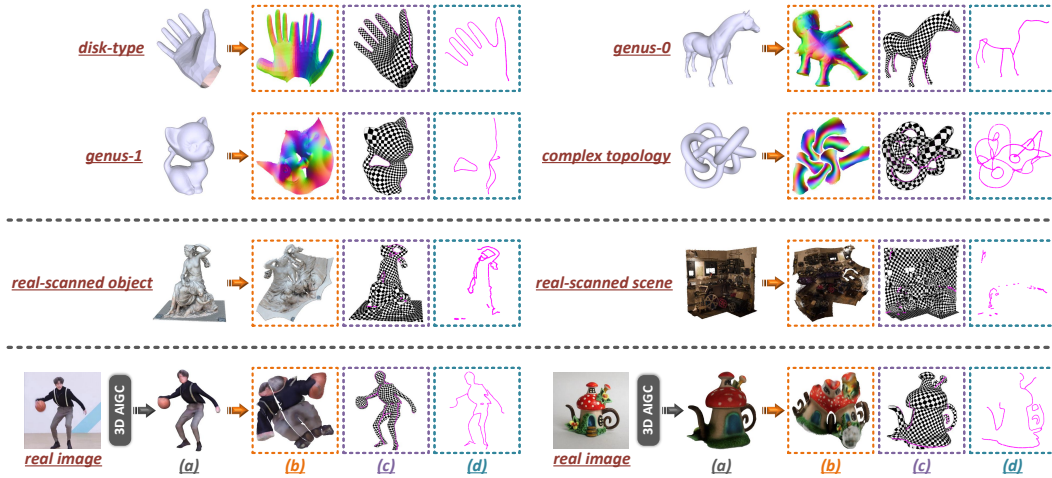 disk-type
genus-0
genus-1
complex topology
real-scanned object
real-scanned scene
3D AIGC
3D AIGC
real image
(a)
(b)
(c)
(d)
real image
(a)
(b)
(c)
(d)